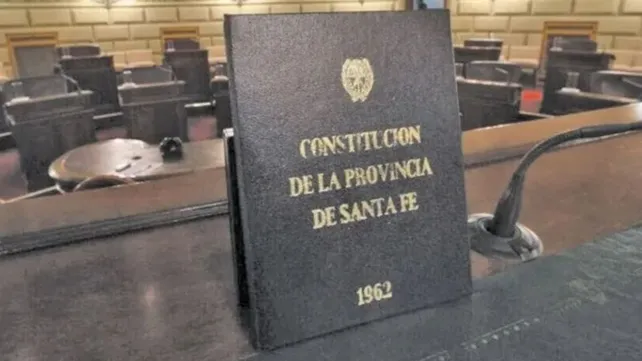 CONSTITUCION
DE LA PROVINCIA
DE SANTA FE
1962